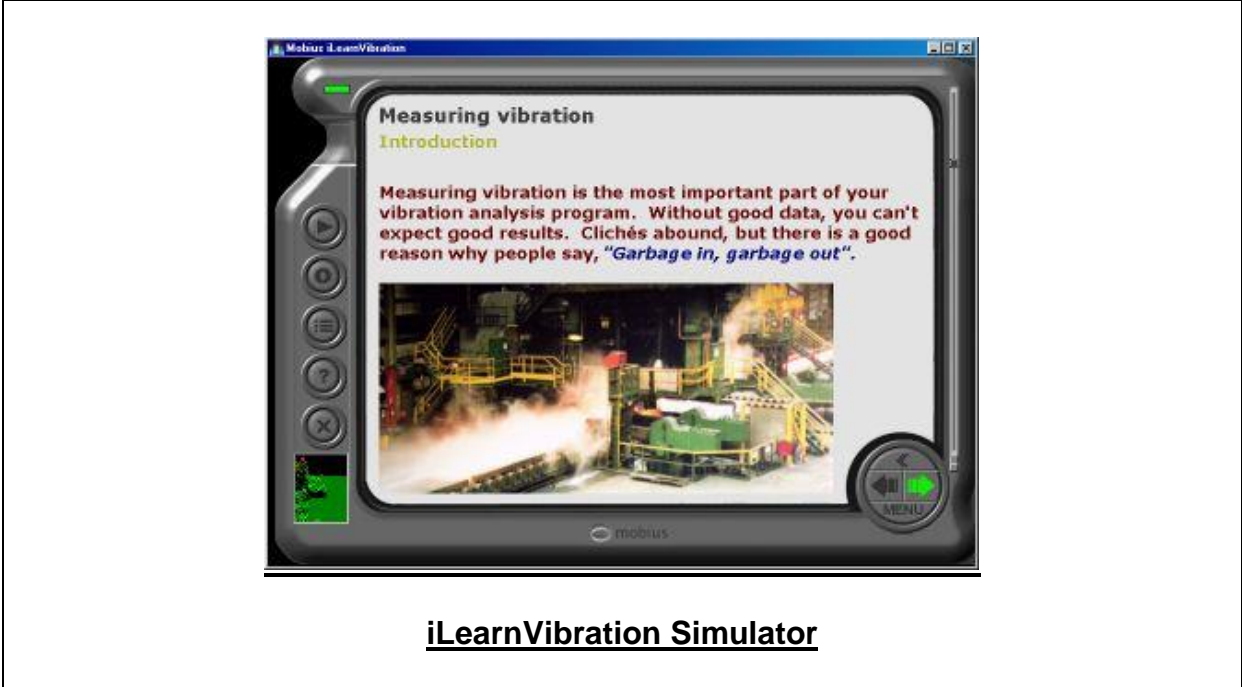 Mobius iLearnVibration
Measuring vibration
Introduction
Measuring vibration is the most important part of your
vibration analysis program.  Without good data, you can't
expect good results.  Clichés abound, but there is a good
reason why people say, "Garbage in, garbage out".
MENU
mobius
iLearnVibration Simulator